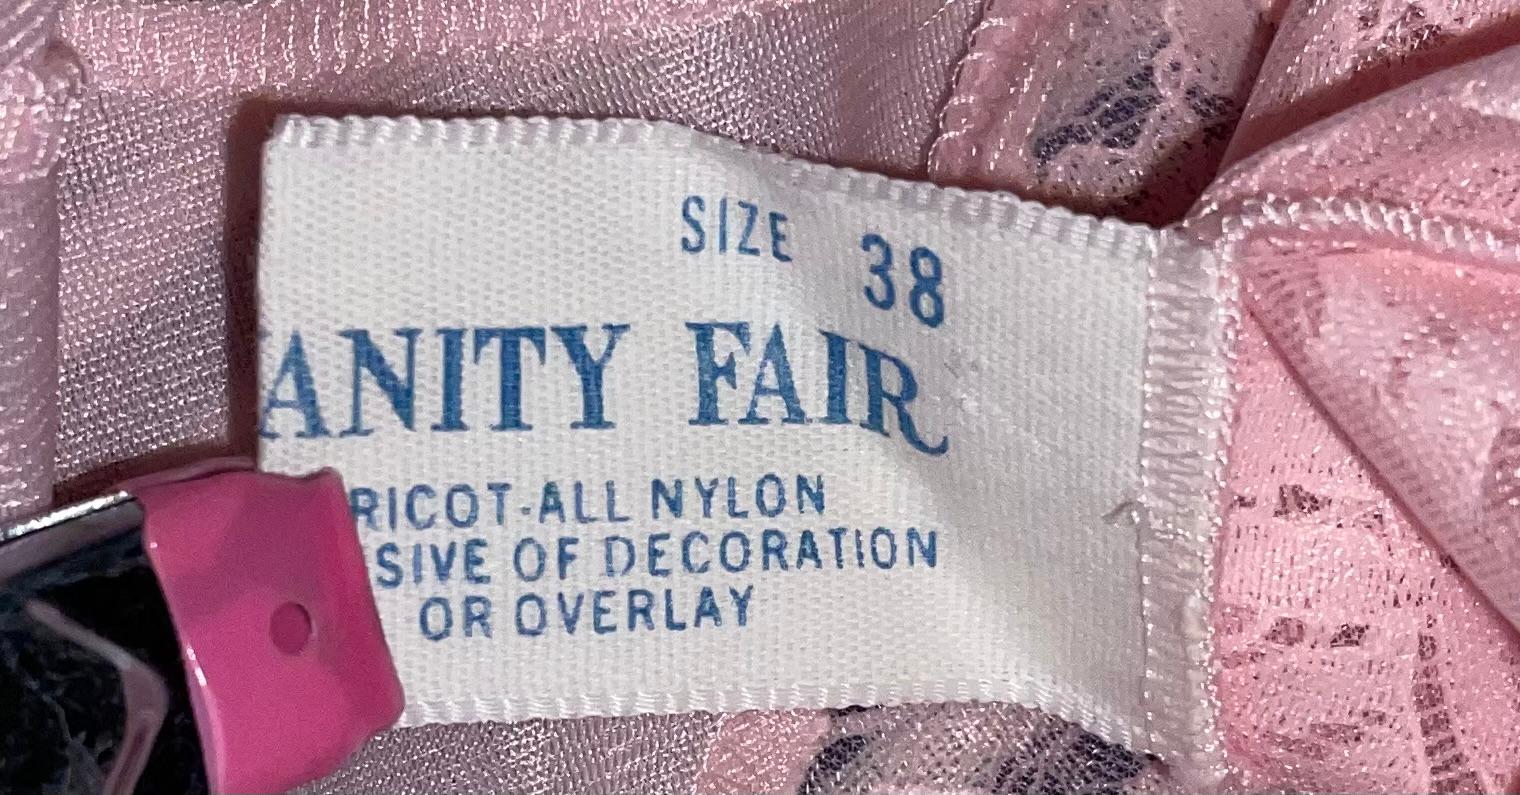 SIZE 38
ANITY FAIR
RICOT-ALL NYLON
SIVE OF DECORATION
OR OVERLAY